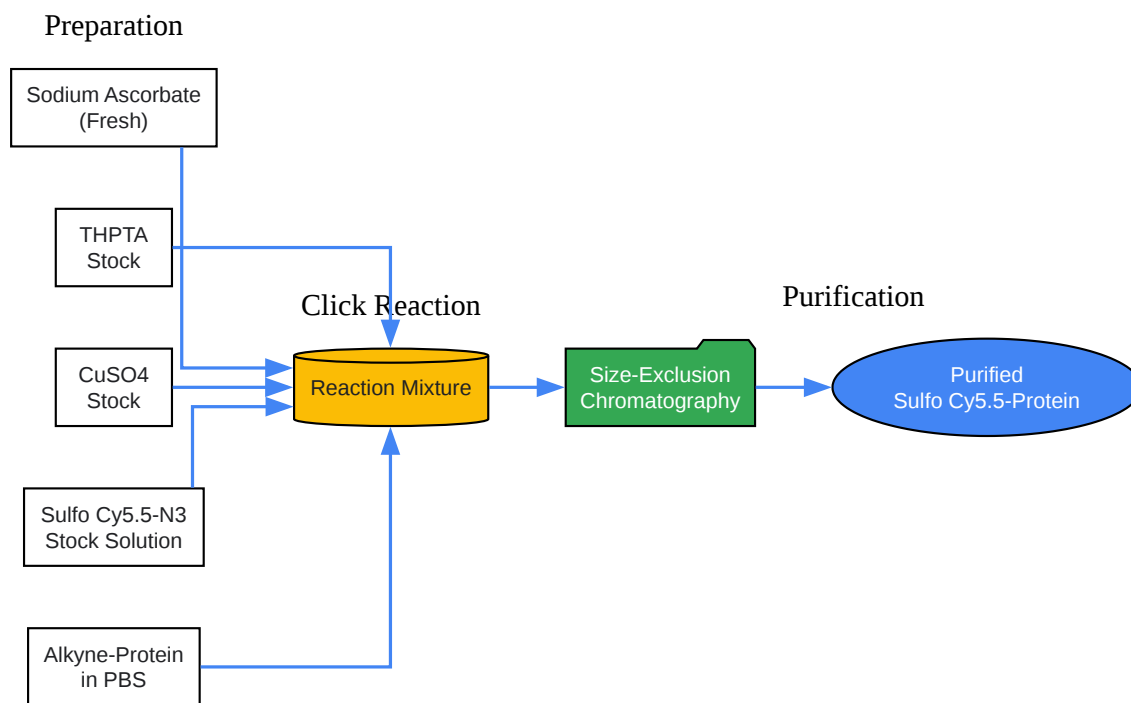 Preparation
Sodium Ascorbate
(Fresh)
THPTA
Stock
Click Reaction
Purification
CuSO4
Stock
Reaction Mixture
Size-Exclusion
Chromatography
Purified
Sulfo Cy5.5-Protein
Sulfo Cy5.5-N3
Stock Solution
Alkyne-Protein
in PBS